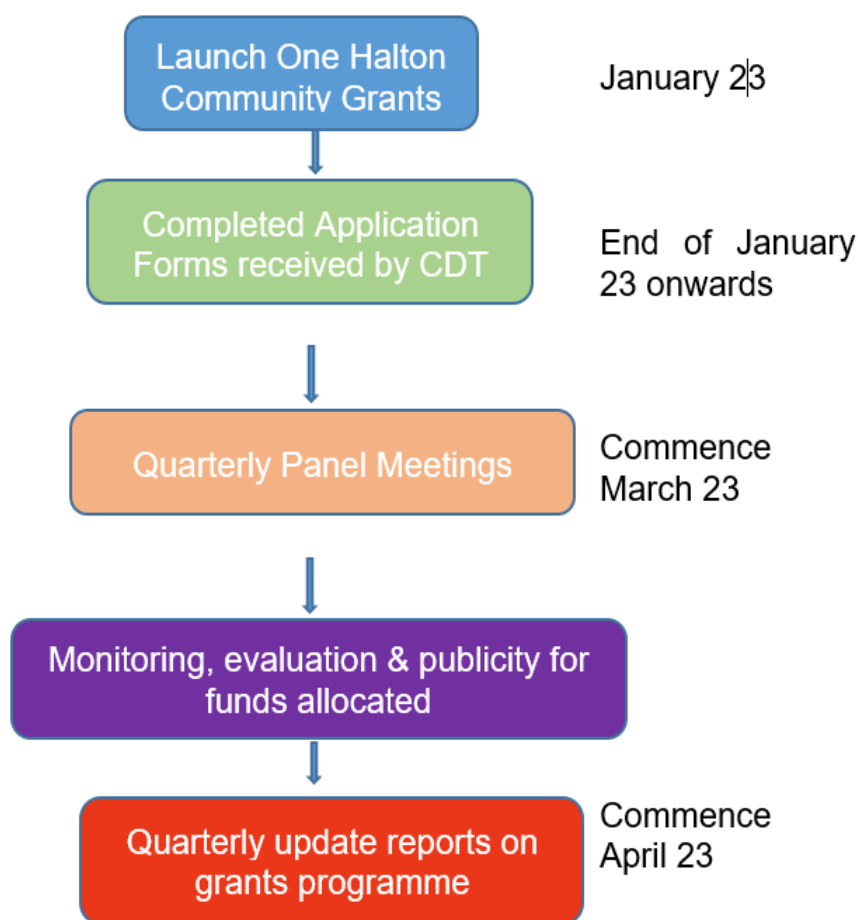 Launch One Halton
Community Grants
January 23
Completed Application
Forms received by CDT
End of January
23 onwards
Quarterly Panel Meetings
Commence
March 23
Monitoring, evaluation & publicity for
funds allocated
Quarterly update reports on
grants programme
Commence
April 23